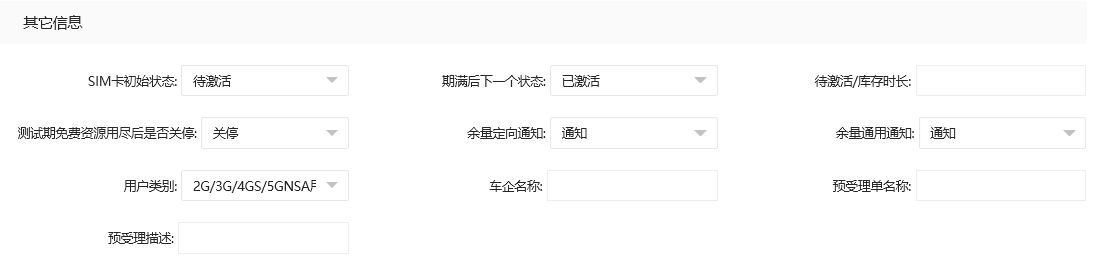 其它信息
SIM卡初始状态: 待激活 期满后下一个状态: 已激活 待激活/库存时长:
测试期免费资源用尽后是否关停: 关停 余量定向通知: 通知 余量通用通知: 通知
用户类别: 2G/3G/4GS/5GNSA 车企名称: 预受理单名称:
预受理描述: